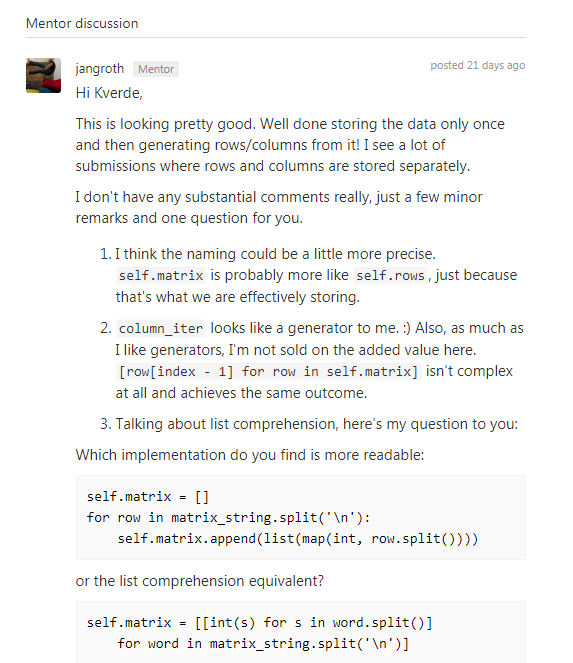 Mentor discussion
jangroth Mentor posted 21 days ago
Hi Kverde,
This is looking pretty good. Well done storing the data only once
and then generating rows/columns from it! I see a lot of
submissions where rows and columns are stored separately.
I don't have any substantial comments really, just a few minor
remarks and one question for you.
1. I think the naming could be a little more precise.
self.matrix is probably more like self.rows, just because
that's what we are effectively storing.
2. column_iter looks like a generator to me. :) Also, as much as
I like generators, I'm not sold on the added value here.
[row[index - 1] for row in self.matrix] isn't complex
at all and achieves the same outcome.
3. Talking about list comprehension, here's my question to you:
Which implementation do you find is more readable:
self.matrix = []
for row in matrix_string.split('\n'):
    self.matrix.append(list(map(int, row.split())))
or the list comprehension equivalent?
self.matrix = [[int(s) for s in word.split()]
    for word in matrix_string.split('\n')]